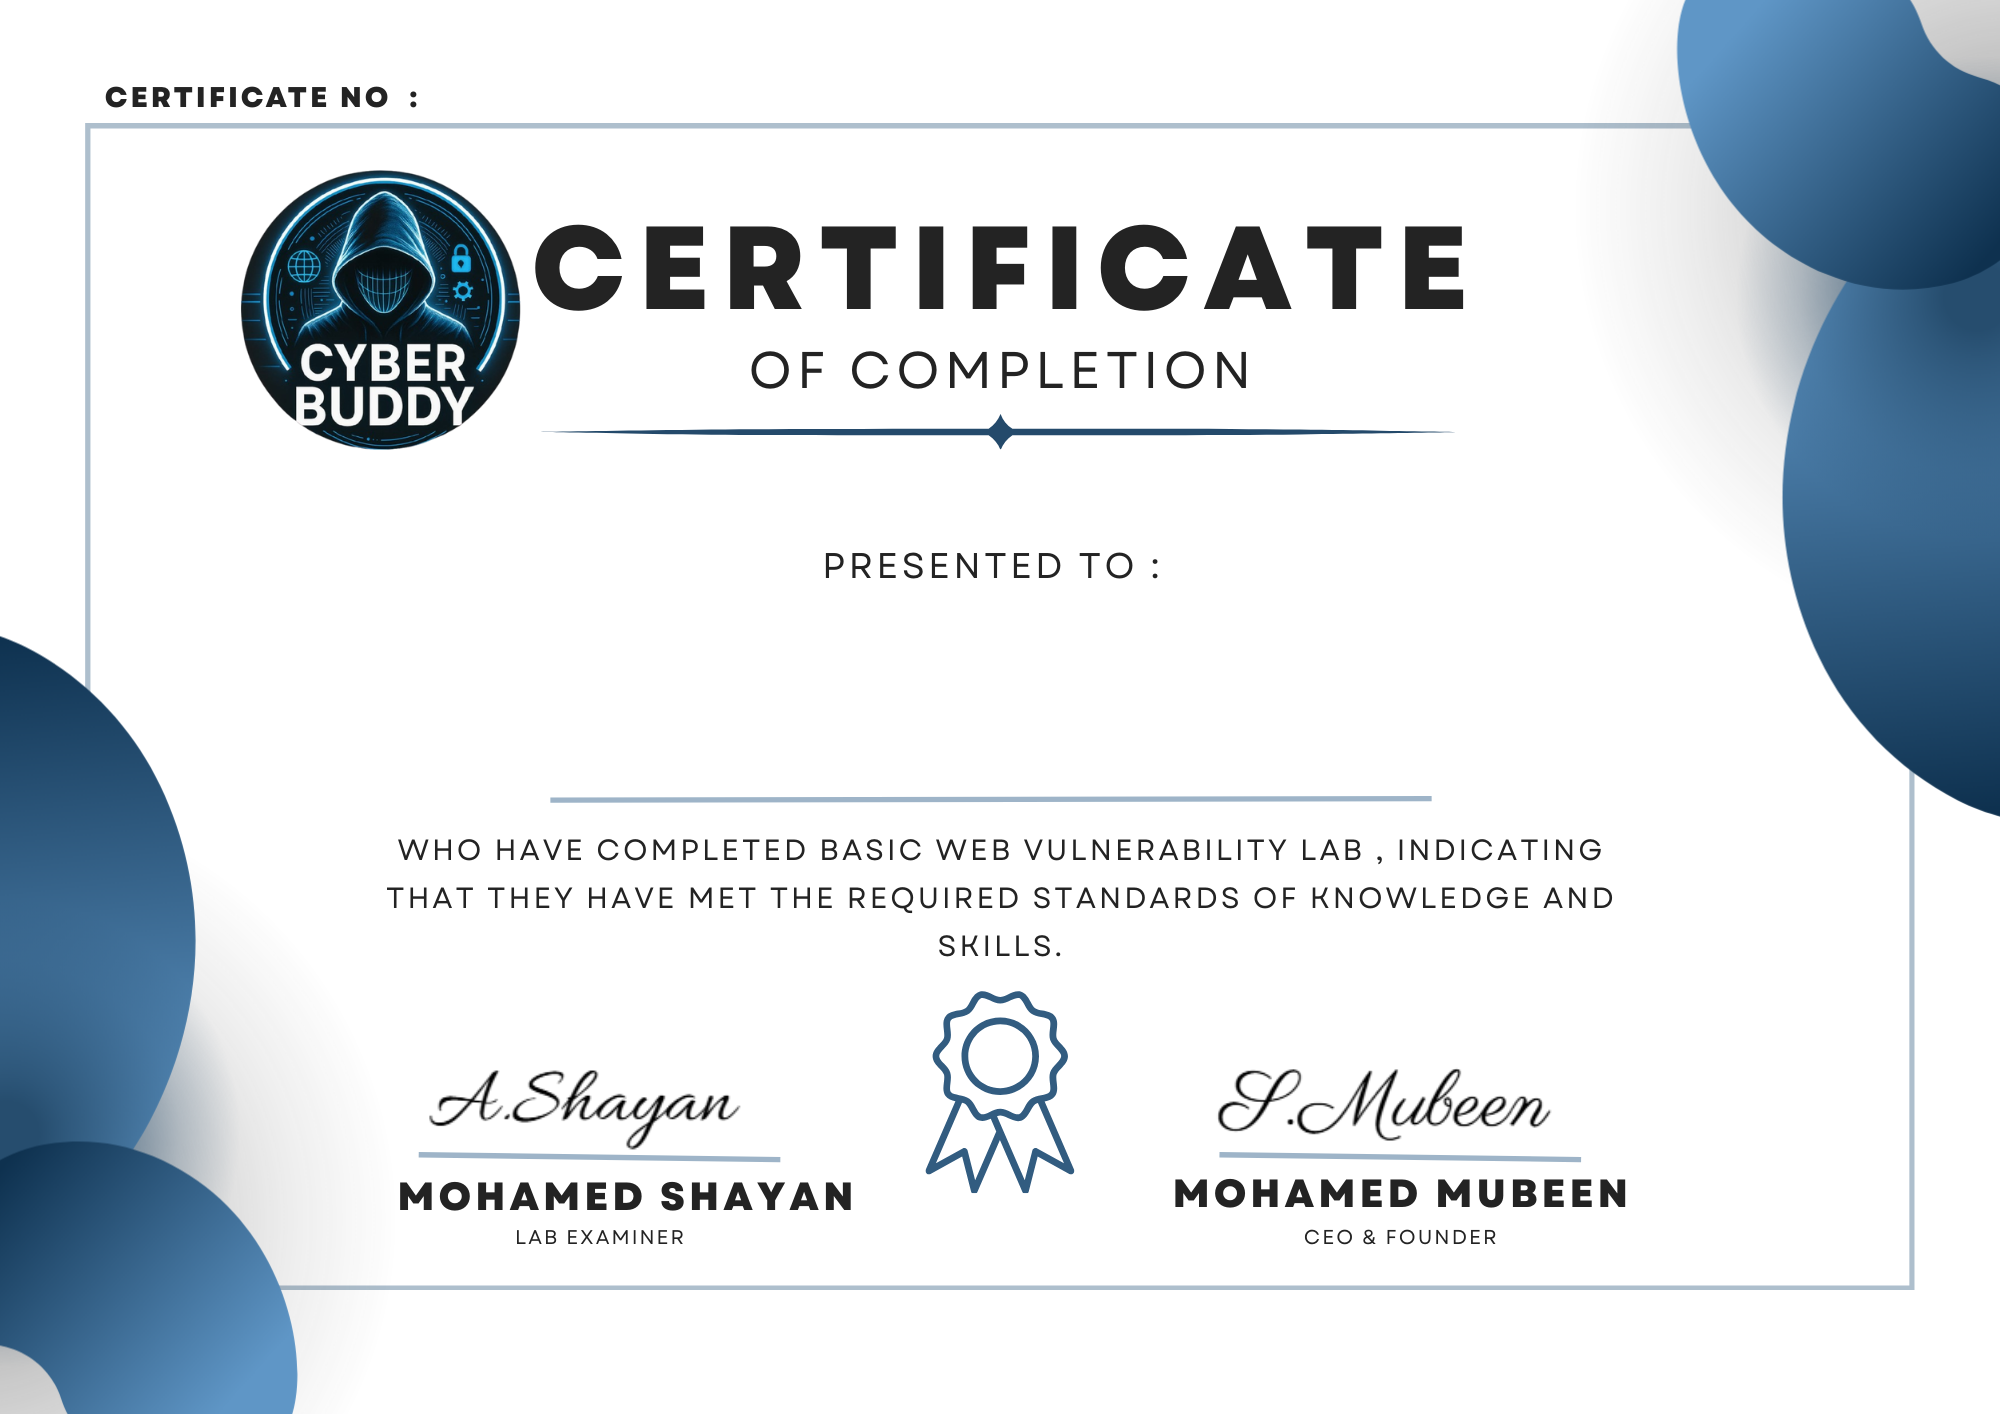 CERTIFICATE NO :
CYBER
BUDDY
CERTIFICATE
OF COMPLETION
PRESENTED TO :
WHO HAVE COMPLETED BASIC WEB VULNERABILITY LAB , INDICATING
THAT THEY HAVE MET THE REQUIRED STANDARDS OF KNOWLEDGE AND
SKILLS.
A.Shayan
S.Mubeen
MOHAMED SHAYAN
MOHAMED MUBEEN
LAB EXAMINER
CEO & FOUNDER